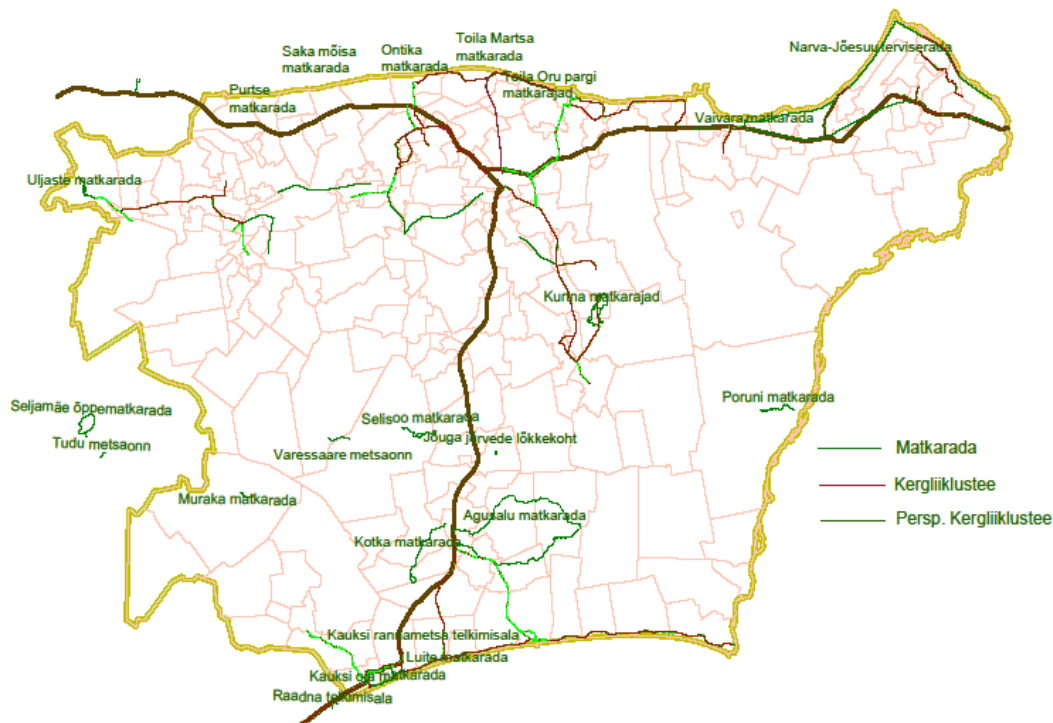 Toila Martsa
matkarada
Saka mõisa
matkarada
Ontika
matkarada
Narva-Jõesuu terviserada
Toila Oru pargi
matkarajad
Purtse
matkarada
Vaivara matkarada
Uljaste matkarada
Kurtna matkarajad
Poruni matkarada
Seljamäe õppematkarada
Selisoo matkarada
Tudu metsaonn
Jõuga järvede lõkkekoht
Varessaare metsaonn
Matkarada
Muraka matkarada
Kergliiklustee
Agusalu matkarada
Persp. Kergliiklustee
Kotka matkarada
Kauksi rannametsa telkimisala
Luite matkarada
Kauksi oja matkarada
Raadna telkimisala